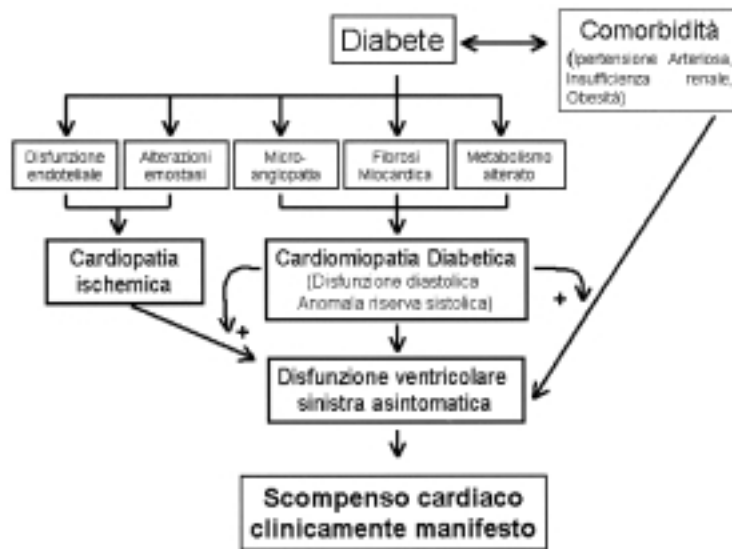 Diabete
Comorbidità
(Ipertensione Arteriosa,
Insufficienza renale,
Obesità)
Disfunzione
endoteliale
Alterazioni
emostasi
Micro-
angiopatia
Fibrosi
Miocardica
Metabolismo
alterato
Cardiopatia
ischemica
Cardiomiopatia Diabetica
(Disfunzione diastolica
Anomala riserva sistolica)
+
+
Disfunzione ventricolare
sinistra asintomatica
Scompenso cardiaco
clinicamente manifesto